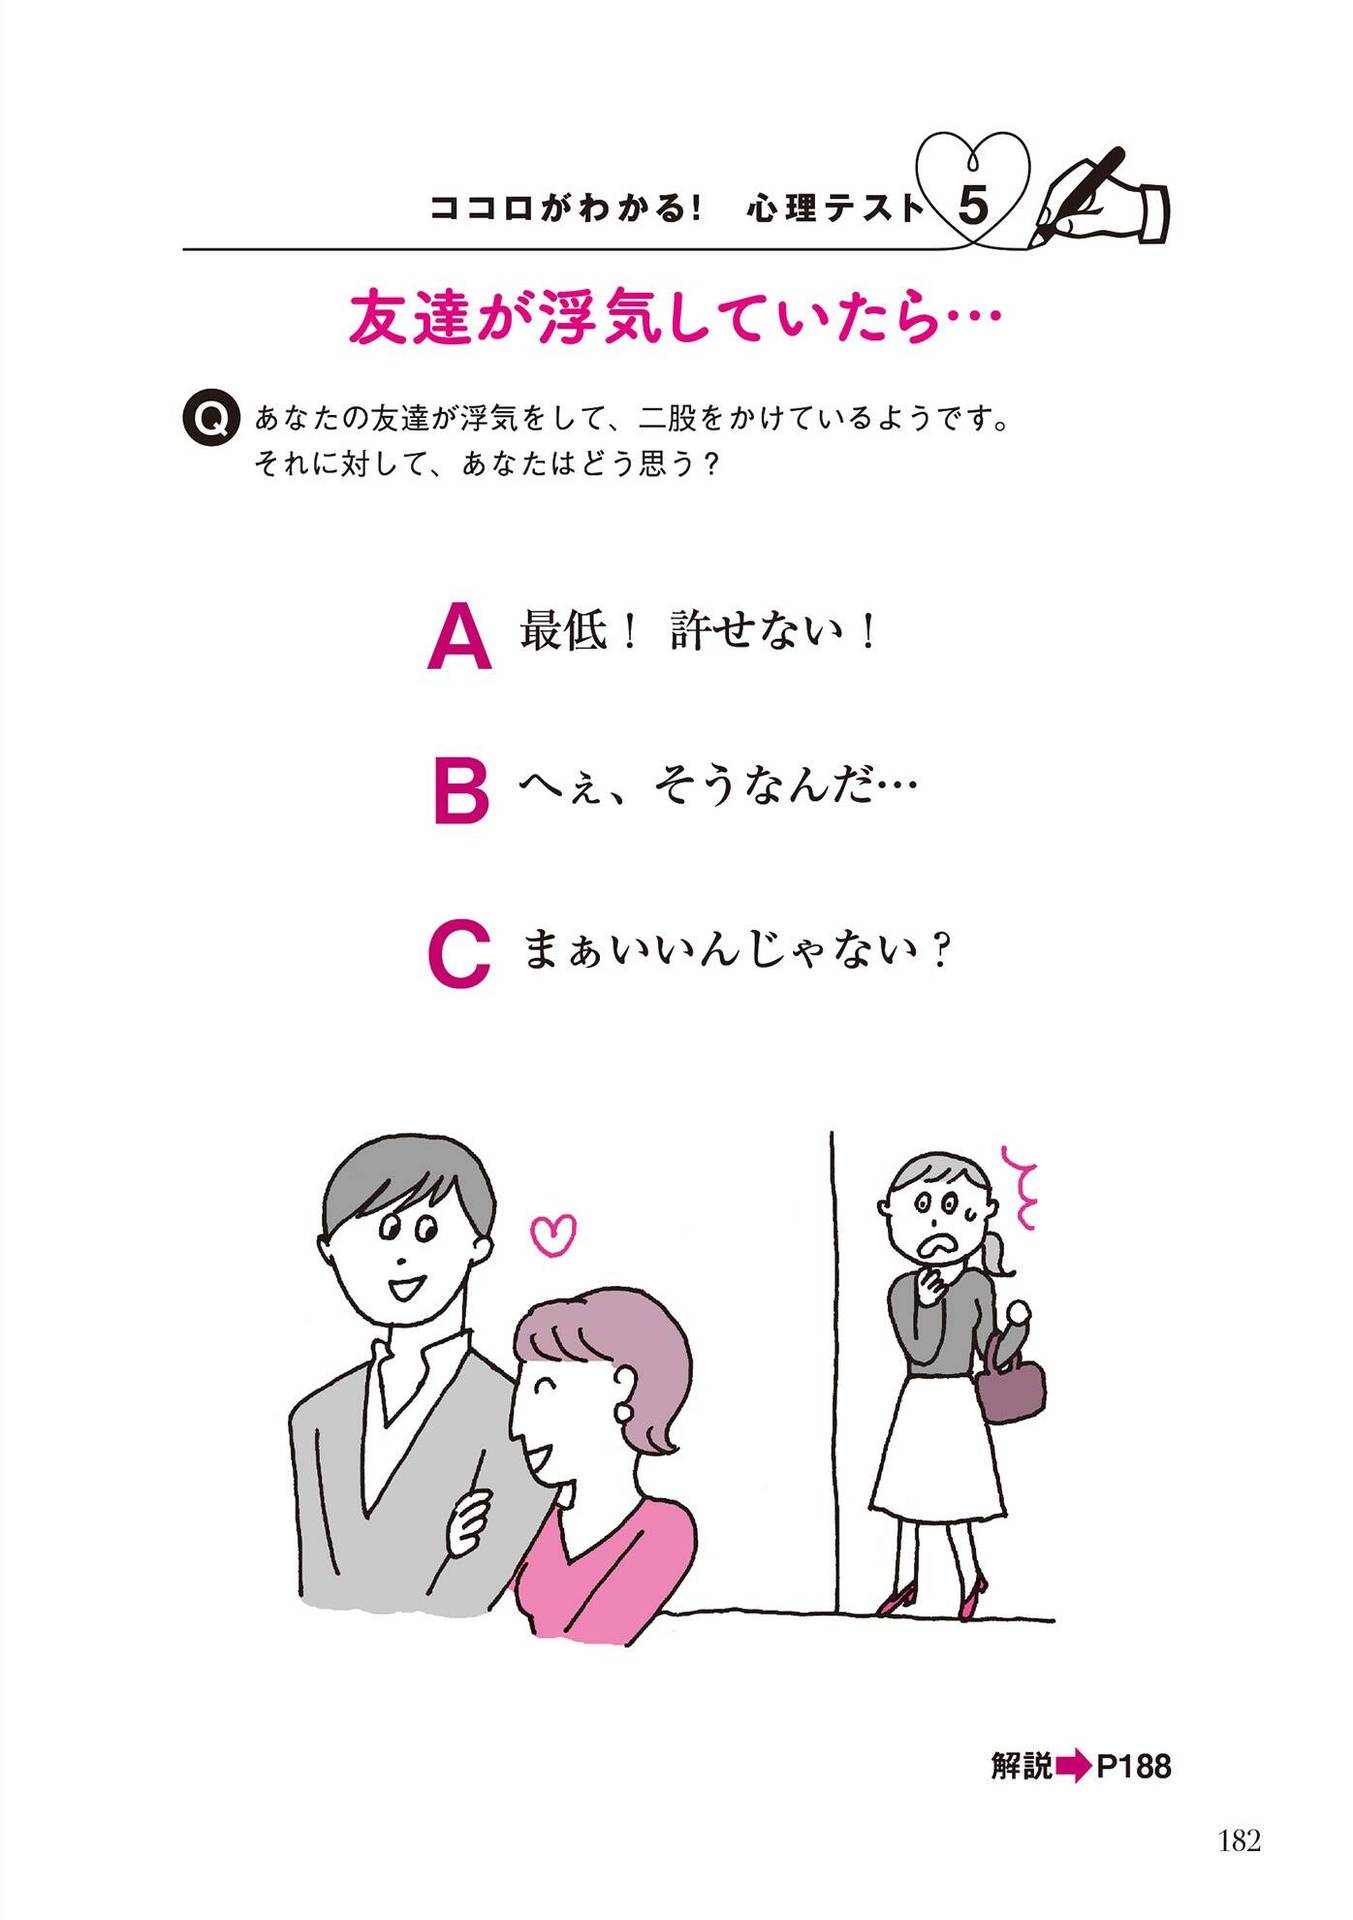 ココロがわかる!　心理テスト 5
友達が浮気していたら…
Q あなたの友達が浮気をして、二股をかけているようです。
それに対して、あなたはどう思う？
A 最低！ 許せない！
B へぇ、そうなんだ…
C まぁいいんじゃない？
解説➡P188
182